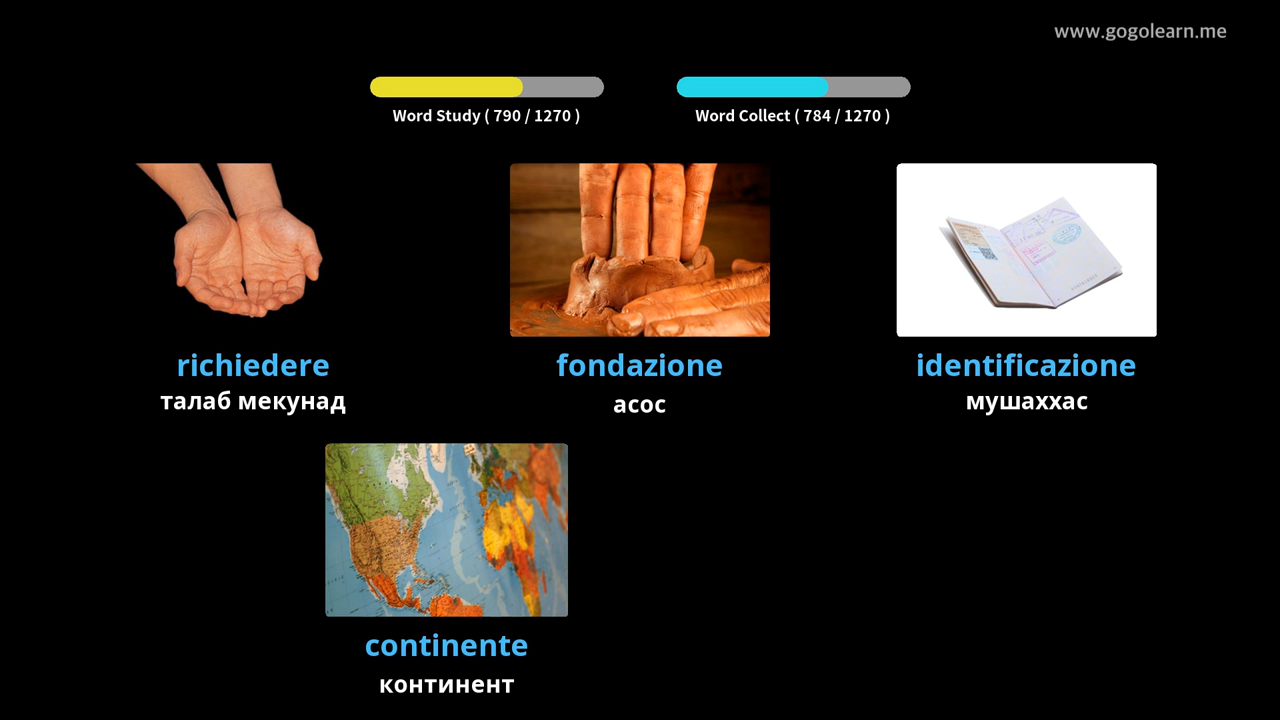 www.gogolearn.me
Word Study ( 790 / 1270 )
Word Collect ( 784 / 1270 )
richiedere
талаб мекунад
fondazione
асос
identificazione
мушаххас
continente
континент